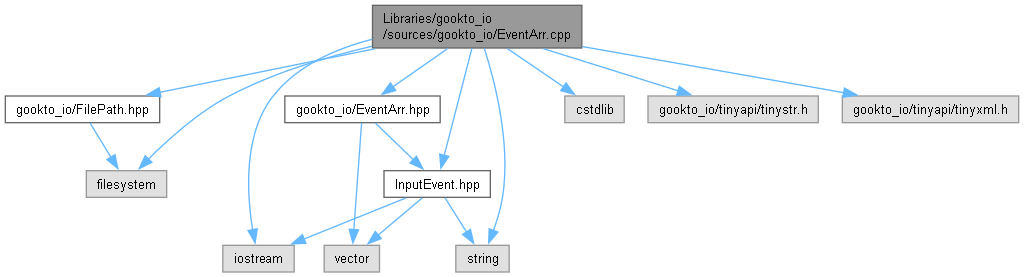 Libraries/gookto_io
/sources/gookto_io/EventArr.cpp
gookto_io/FilePath.hpp
gookto_io/EventArr.hpp
cstdlib
gookto_io/tinyapi/tinystr.h
gookto_io/tinyapi/tinyxml.h
filesystem
InputEvent.hpp
iostream
vector
string